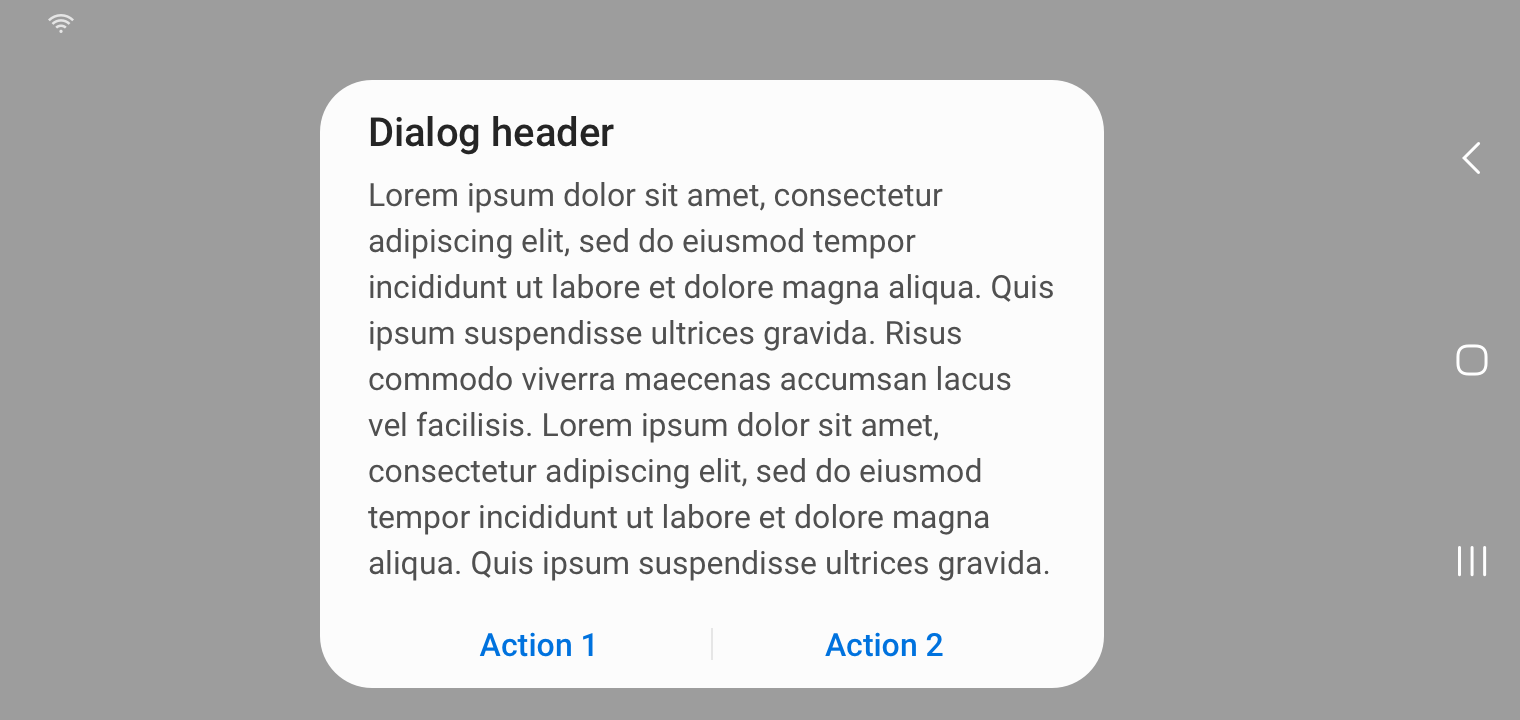 Dialog header
Lorem ipsum dolor sit amet, consectetur
adipiscing elit, sed do eiusmod tempor
incididunt ut labore et dolore magna aliqua. Quis
ipsum suspendisse ultrices gravida. Risus
commodo viverra maecenas accumsan lacus
vel facilisis. Lorem ipsum dolor sit amet,
consectetur adipiscing elit, sed do eiusmod
tempor incididunt ut labore et dolore magna
aliqua. Quis ipsum suspendisse ultrices gravida.
Action 1
Action 2